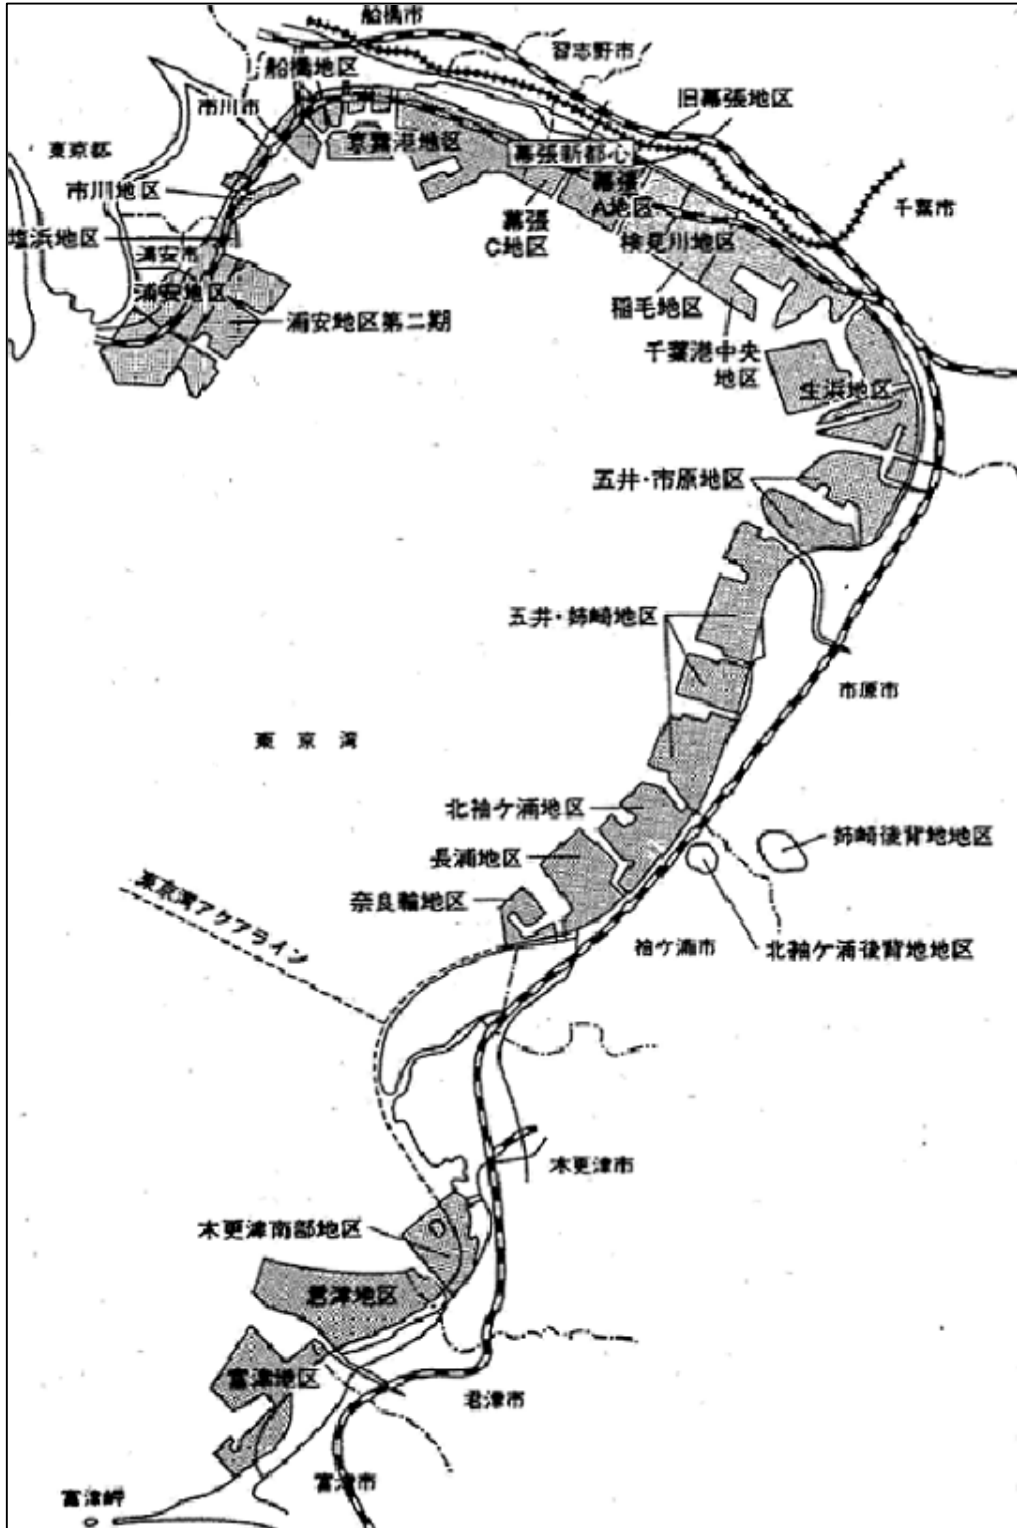 船橋市
習志野市
船橋地区
市川市
旧幕張地区
東京都
京葉港地区
幕張新都心
市川地区
幕張
A地区
千葉市
幕張
C地区
塩浜地区
検見川地区
浦安市
浦安地区
稲毛地区
浦安地区第二期
千葉港中央
地区
生浜地区
五井・市原地区
五井・姉崎地区
市原市
東京湾
北袖ケ浦地区
姉崎後背地地区
長浦地区
奈良輪地区
東京湾アクアライン
袖ケ浦市
北袖ケ浦後背地地区
木更津市
木更津南部地区
君津地区
富津地区
君津市
富津市
富津岬